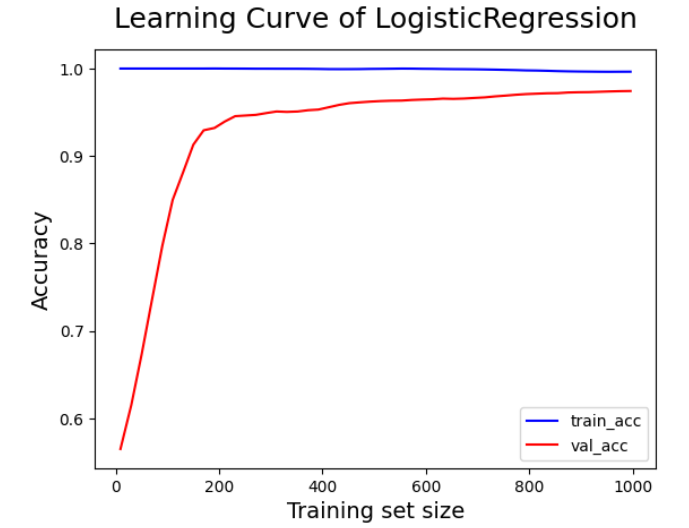 Learning Curve of LogisticRegression
1.0
0.9
0.8
0.7
0.6
Accuracy
train_acc
val_acc
0 200 400 600 800 1000
Training set size